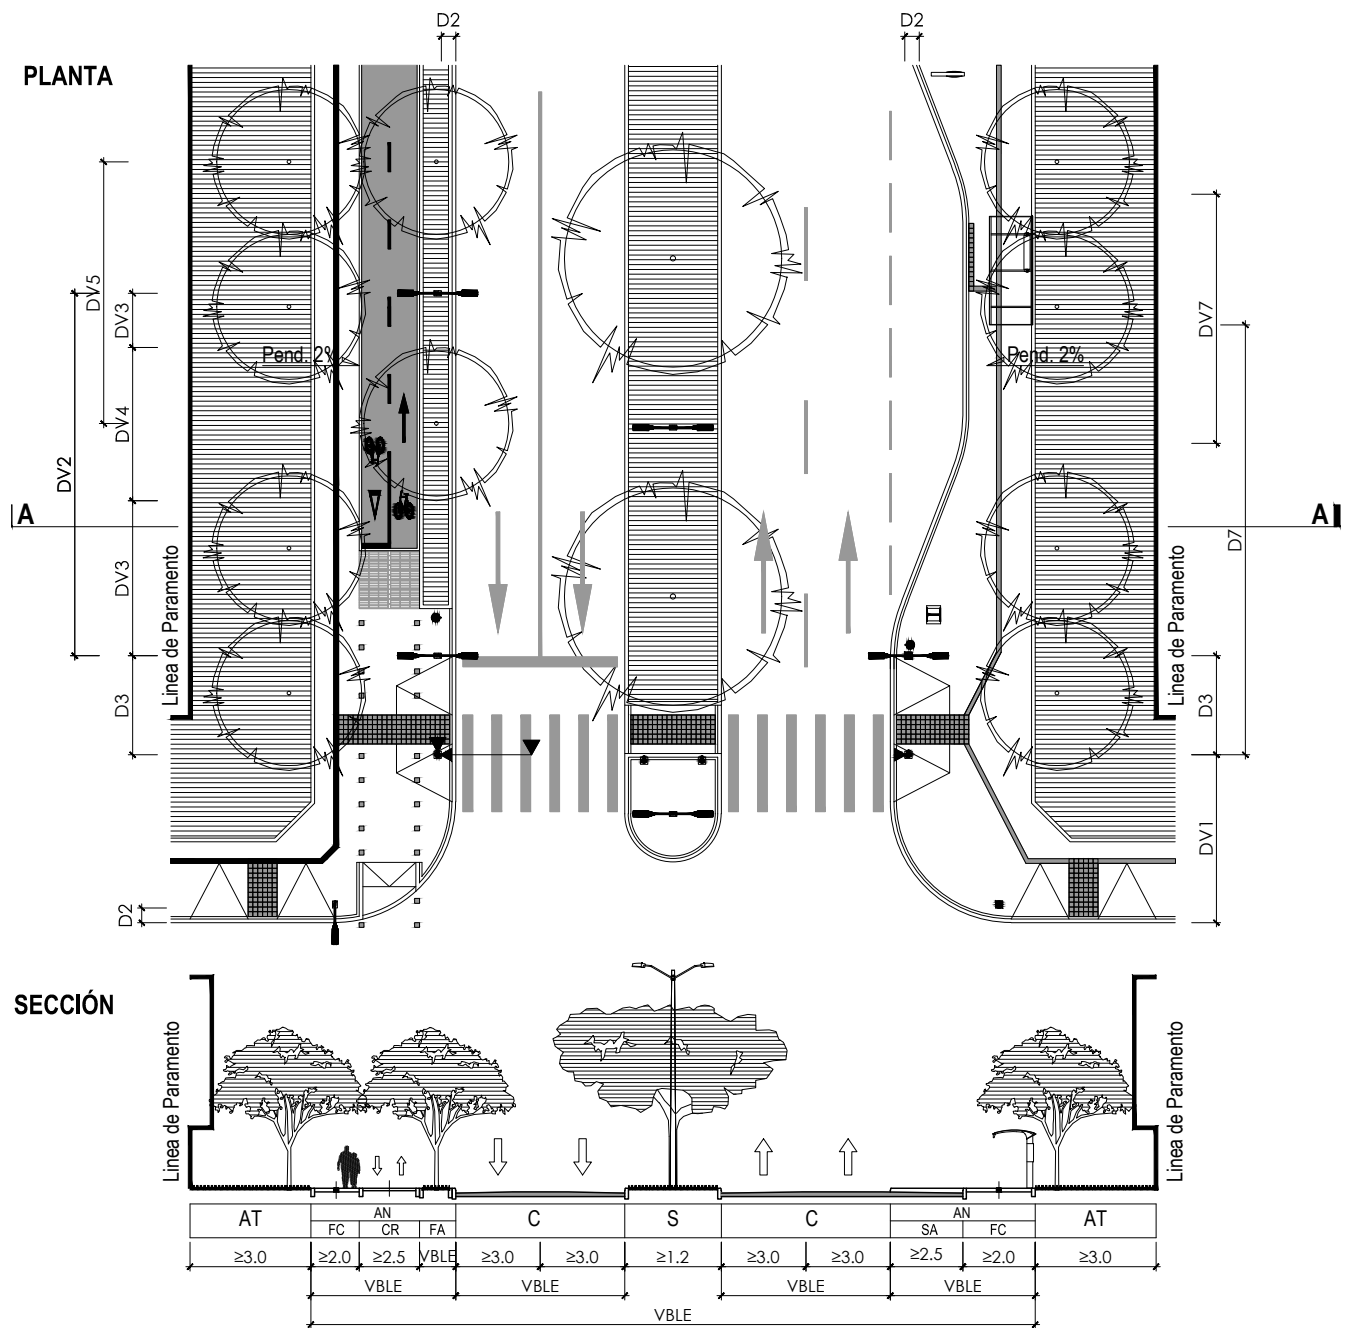 D2
D2
PLANTA
DV5
DV3
DV7
Pend. 2%
Pend. 2%
DV4
DV2
A
A
D7
DV3
Linea de Paramento
Linea de Paramento
D3
D3
DV1
D2
SECCIÓN
Linea de Paramento
Linea de Paramento
AT
AN
C
S
C
AN
AT
FC
CR
FA
SA
FC
≥3.0
≥2.0
≥2.5
VBLE
≥3.0
≥3.0
≥1.2
≥3.0
≥3.0
≥2.5
≥2.0
≥3.0
VBLE
VBLE
VBLE
VBLE
VBLE